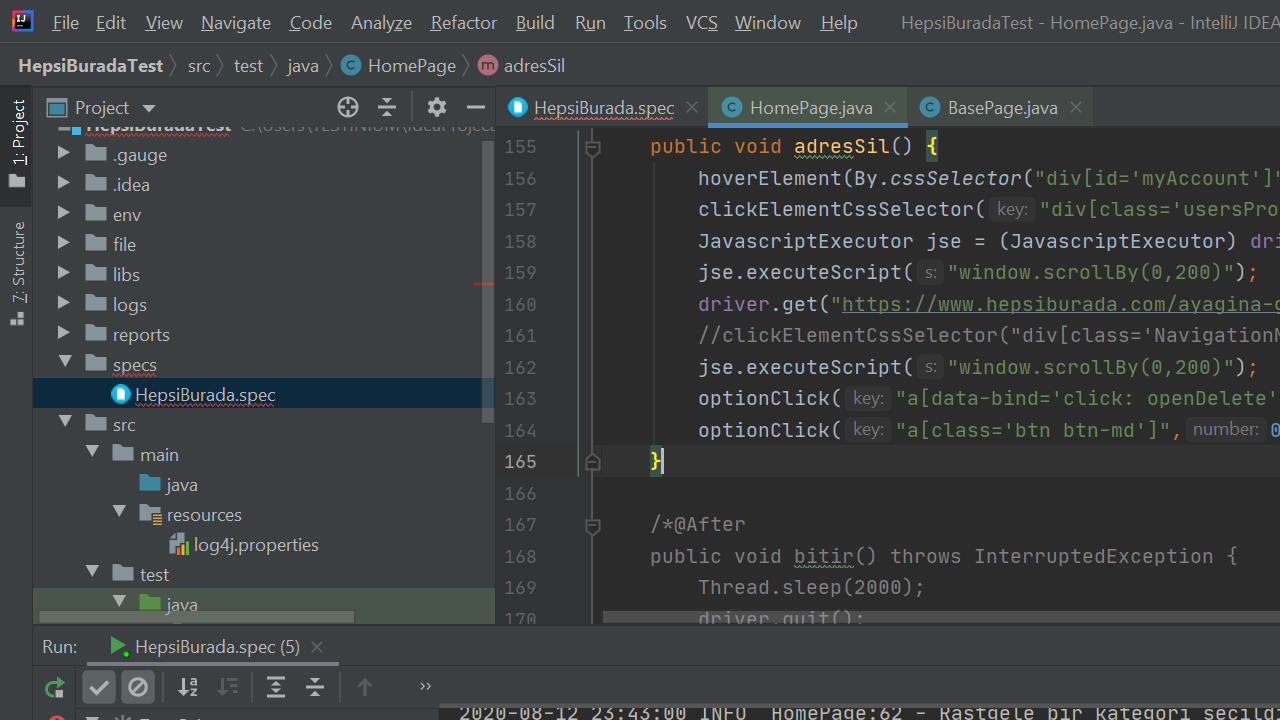 File Edit View Navigate Code Analyze Refactor Build Run Tools VCS Window Help HepsiBuradaTest - HomePage.java - IntelliJ IDEA
HepsiBuradaTest src test java HomePage m adresSil
1: Project
7: Structure
Project
HepsiBuradaTest
.gauge
.idea
env
file
libs
logs
reports
specs
HepsiBurada.spec
src
main
java
resources
log4j.properties
test
java
HepsiBurada.spec HomePage.java BasePage.java
155 public void adresSil() {
156 hoverElement(By.cssSelector("div[id='myAccount']"
157 clickElementCssSelector( key: "div[class='usersPro
158 JavascriptExecutor jse = (JavascriptExecutor) dri
159 jse.executeScript( s: "window.scrollBy(0,200)");
160 driver.get("https://www.hepsiburada.com/ayagina-g
161 //clickElementCssSelector("div[class='NavigationM
162 jse.executeScript( s: "window.scrollBy(0,200)");
163 optionClick( key: "a[data-bind='click: openDelete'
164 optionClick( key: "a[class='btn btn-md']", number: 0
165 }
166
167 /*@After
168 public void bitir() throws InterruptedException {
169 Thread.sleep(2000);
170 driver.quit();
Run: HepsiBurada.spec (5)
2020-08-12 23:43:00 INFO HomePage:62 - Rastgele bir kategori secildi